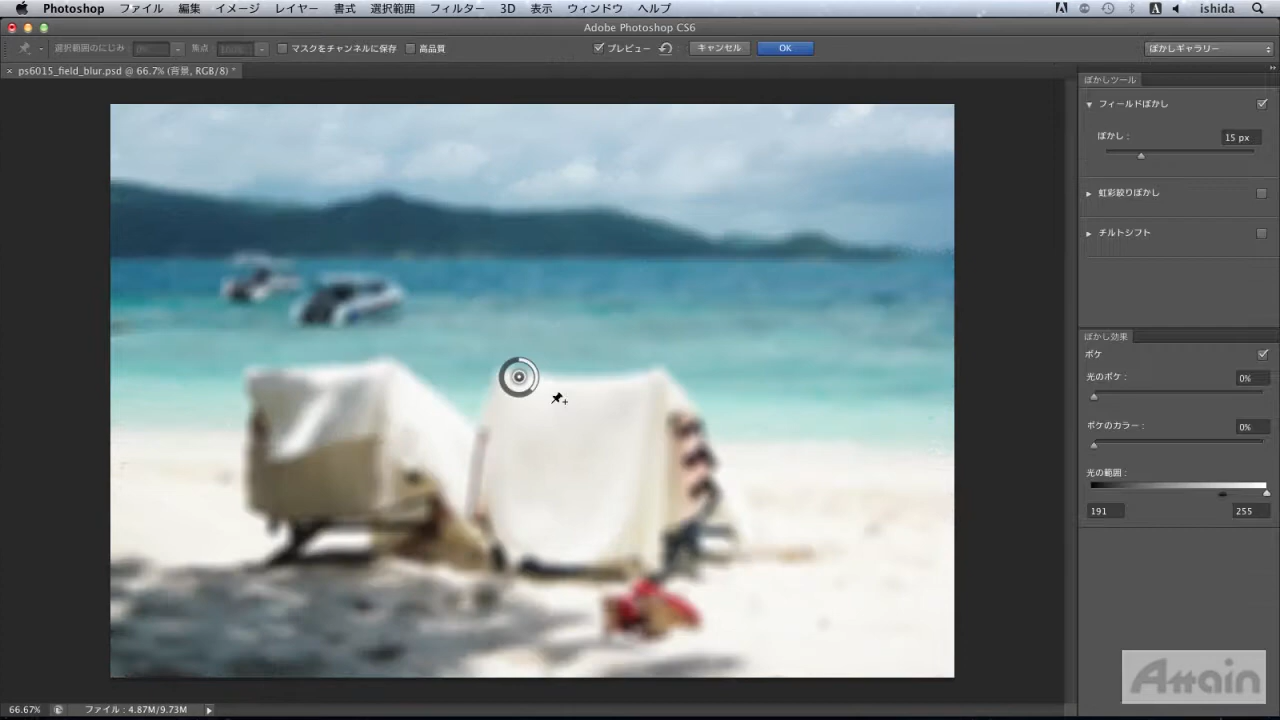 Photoshop ファイル 編集 イメージ レイヤー 書式 選択範囲 フィルター 3D 表示 ウィンドウ ヘルプ ishida
Adobe Photoshop CS6
選択範囲のにじみ 0% 焦点 100% マスクをチャンネルに保存 高品質 プレビュー キャンセル OK ぼかしギャラリー
ps6015_field_blur.psd @ 66.7% (背景, RGB/8) *
ぼかしツール
フィールドぼかし
ぼかし : 15 px
虹彩絞りぼかし
チルトシフト
ぼかし効果
ボケ
光のボケ : 0%
ボケのカラー : 0%
光の範囲 :
191 255
Attain
66.67% ファイル : 4.87M/9.73M